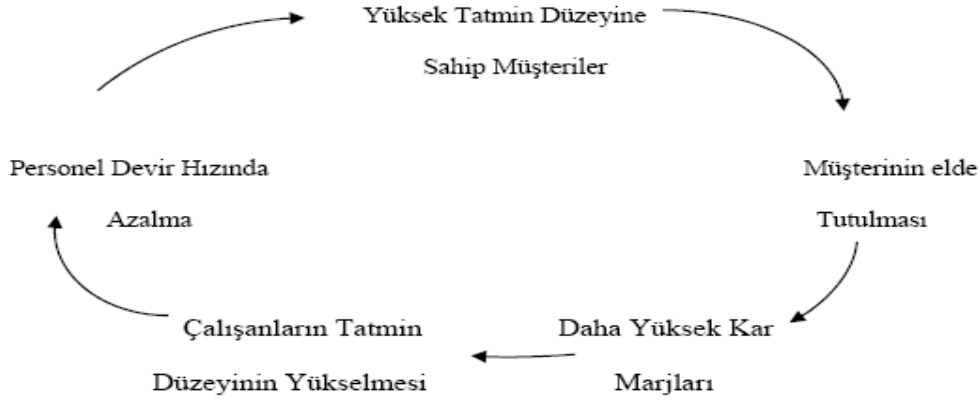 Yüksek Tatmin Düzeyine
Sahip Müşteriler
Müşterinin elde
Tutulması
Daha Yüksek Kar
Marjları
Çalışanların Tatmin
Düzeyinin Yükselmesi
Personel Devir Hızında
Azalma